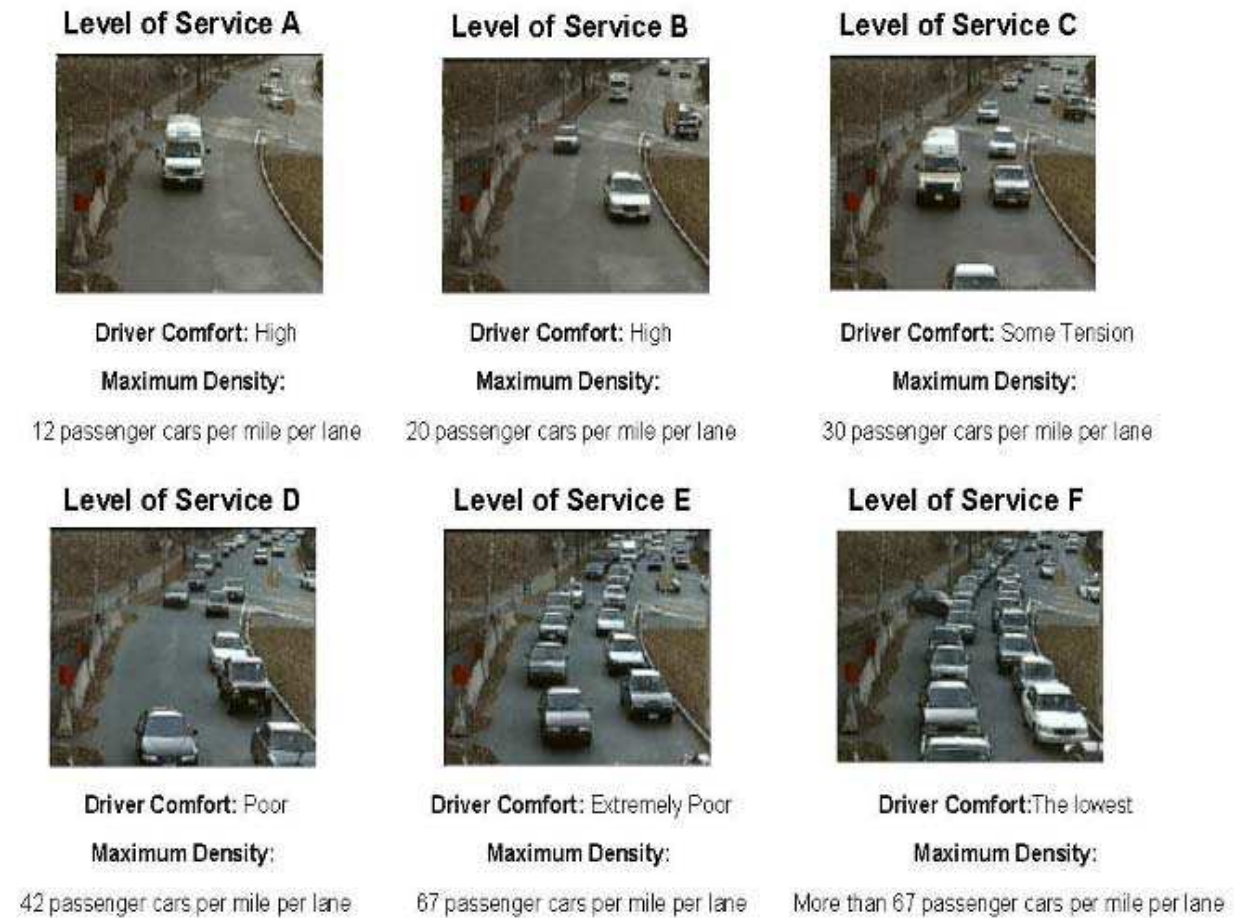 Level of Service A
Level of Service B
Level of Service C
Driver Comfort: High
Driver Comfort: High
Driver Comfort: Some Tension
Maximum Density:
Maximum Density:
Maximum Density:
12 passenger cars per mile per lane
20 passenger cars per mile per lane
30 passenger cars per mile per lane
Level of Service D
Level of Service E
Level of Service F
Driver Comfort: Poor
Driver Comfort: Extremely Poor
Driver Comfort:The lowest
Maximum Density:
Maximum Density:
Maximum Density:
42 passenger cars per mile per lane
67 passenger cars per mile per lane
More than 67 passenger cars per mile per lane